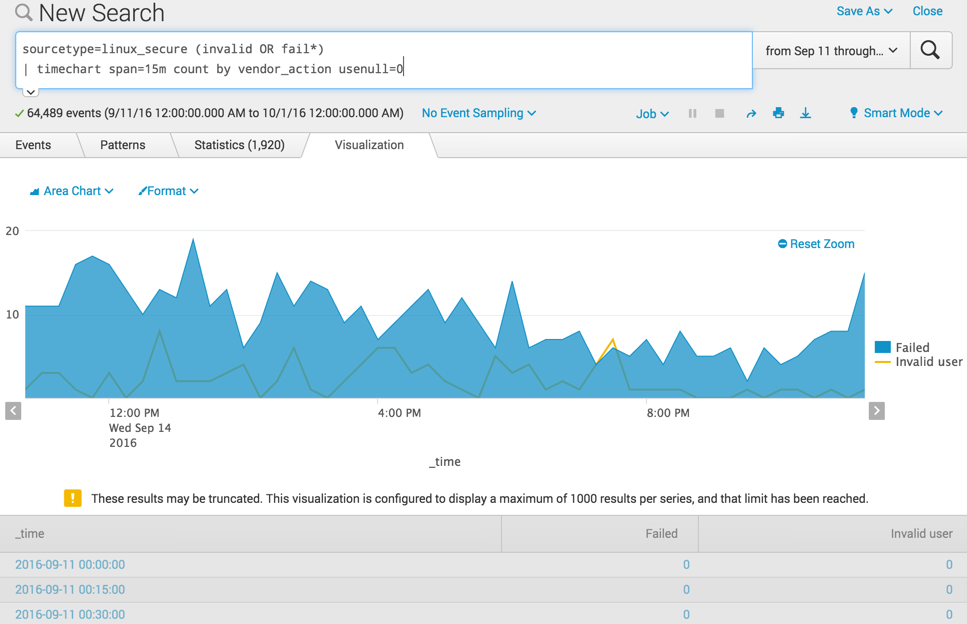 New Search
Save As
Close
sourcetype=linux_secure (invalid OR fail*)
| timechart span=15m count by vendor_action usenull=0
from Sep 11 through...
64,489 events (9/11/16 12:00:00.000 AM to 10/1/16 12:00:00.000 AM)
No Event Sampling
Job
Smart Mode
Events
Patterns
Statistics (1,920)
Visualization
Area Chart
Format
20
Reset Zoom
10
Failed
Invalid user
12:00 PM
Wed Sep 14
2016
4:00 PM
8:00 PM
_time
These results may be truncated. This visualization is configured to display a maximum of 1000 results per series, and that limit has been reached.
_time Failed Invalid user
2016-09-11 00:00:00 0 0
2016-09-11 00:15:00 0 0
2016-09-11 00:30:00 0 0